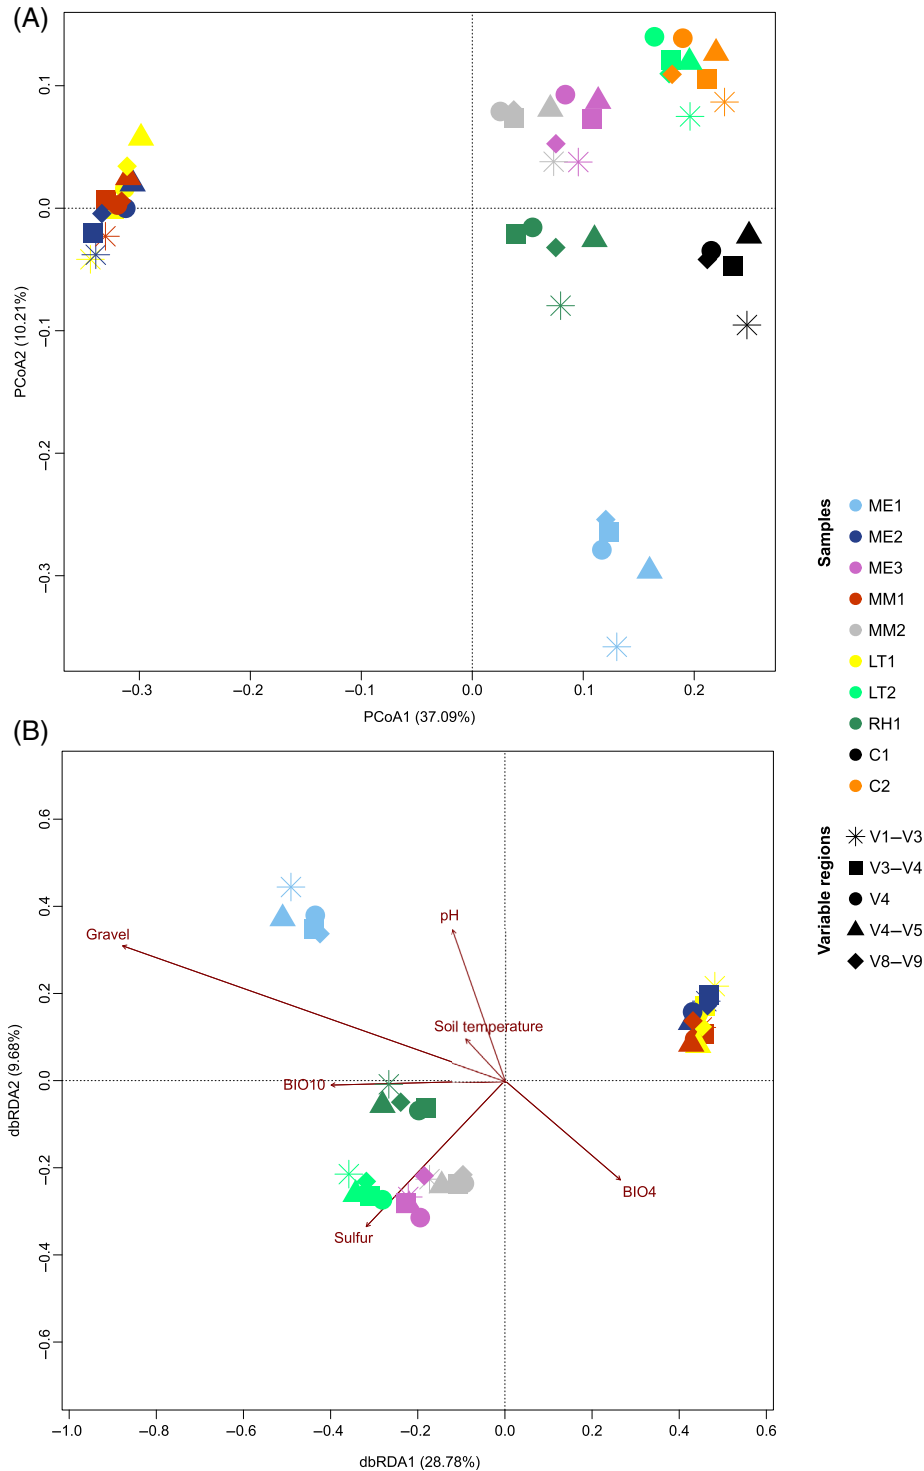 (A)
0.1
0.0
−0.1
−0.2
−0.3
PCoA2 (10.21%)
−0.3
−0.2
−0.1
0.0
0.1
0.2
PCoA1 (37.09%)
Samples
ME1
ME2
ME3
MM1
MM2
LT1
LT2
RH1
C1
C2
Variable regions
V1−V3
V3−V4
V4
V4−V5
V8−V9
(B)
0.6
0.4
0.2
0.0
−0.2
−0.4
−0.6
dbRDA2 (9.68%)
Gravel
pH
Soil temperature
BIO10
BIO4
Sulfur
−1.0
−0.8
−0.6
−0.4
−0.2
0.0
0.2
0.4
0.6
dbRDA1 (28.78%)